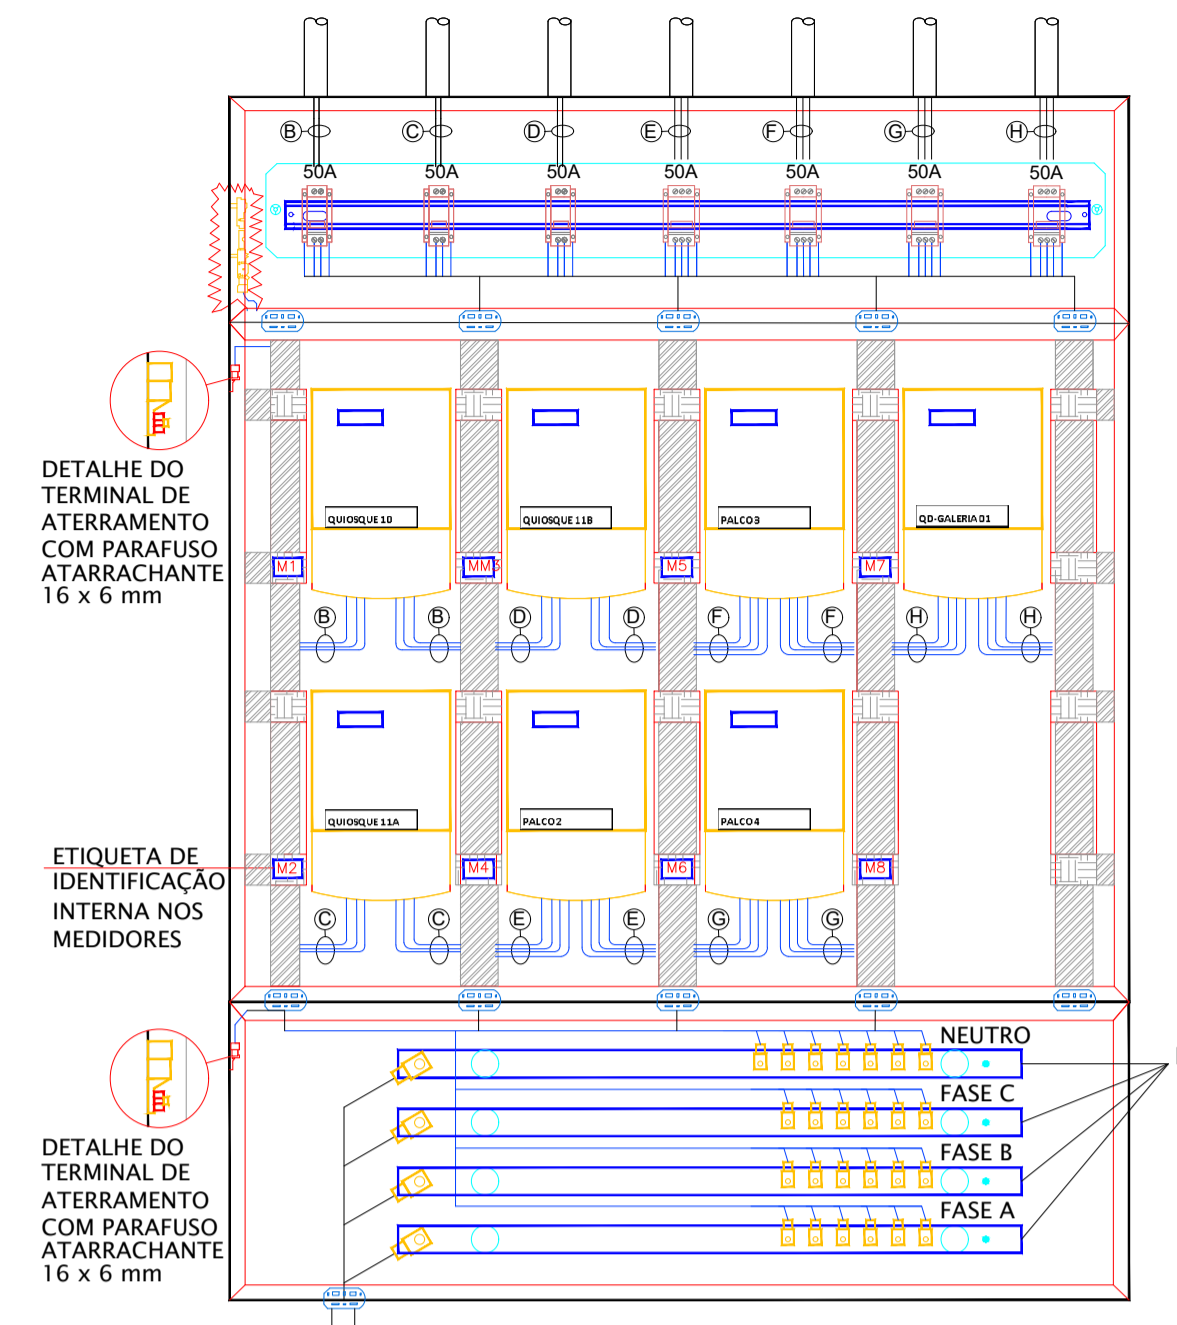 B C D E F G H
50A 50A 50A 50A 50A 50A 50A
DETALHE DO
TERMINAL DE
ATERRAMENTO
COM PARAFUSO
ATARRACHANTE
16 x 6 mm
QUIOSQUE 10 QUIOSQUE 11B PALCO3 QD-GALERIA 01
M1 MM3 M5 M7
B B D D F F H H
QUIOSQUE 11A PALCO2 PALCO4
ETIQUETA DE
IDENTIFICAÇÃO
INTERNA NOS
MEDIDORES
M2 M4 M6 M8
C C E E G G
NEUTRO
FASE C
FASE B
FASE A
DETALHE DO
TERMINAL DE
ATERRAMENTO
COM PARAFUSO
ATARRACHANTE
16 x 6 mm